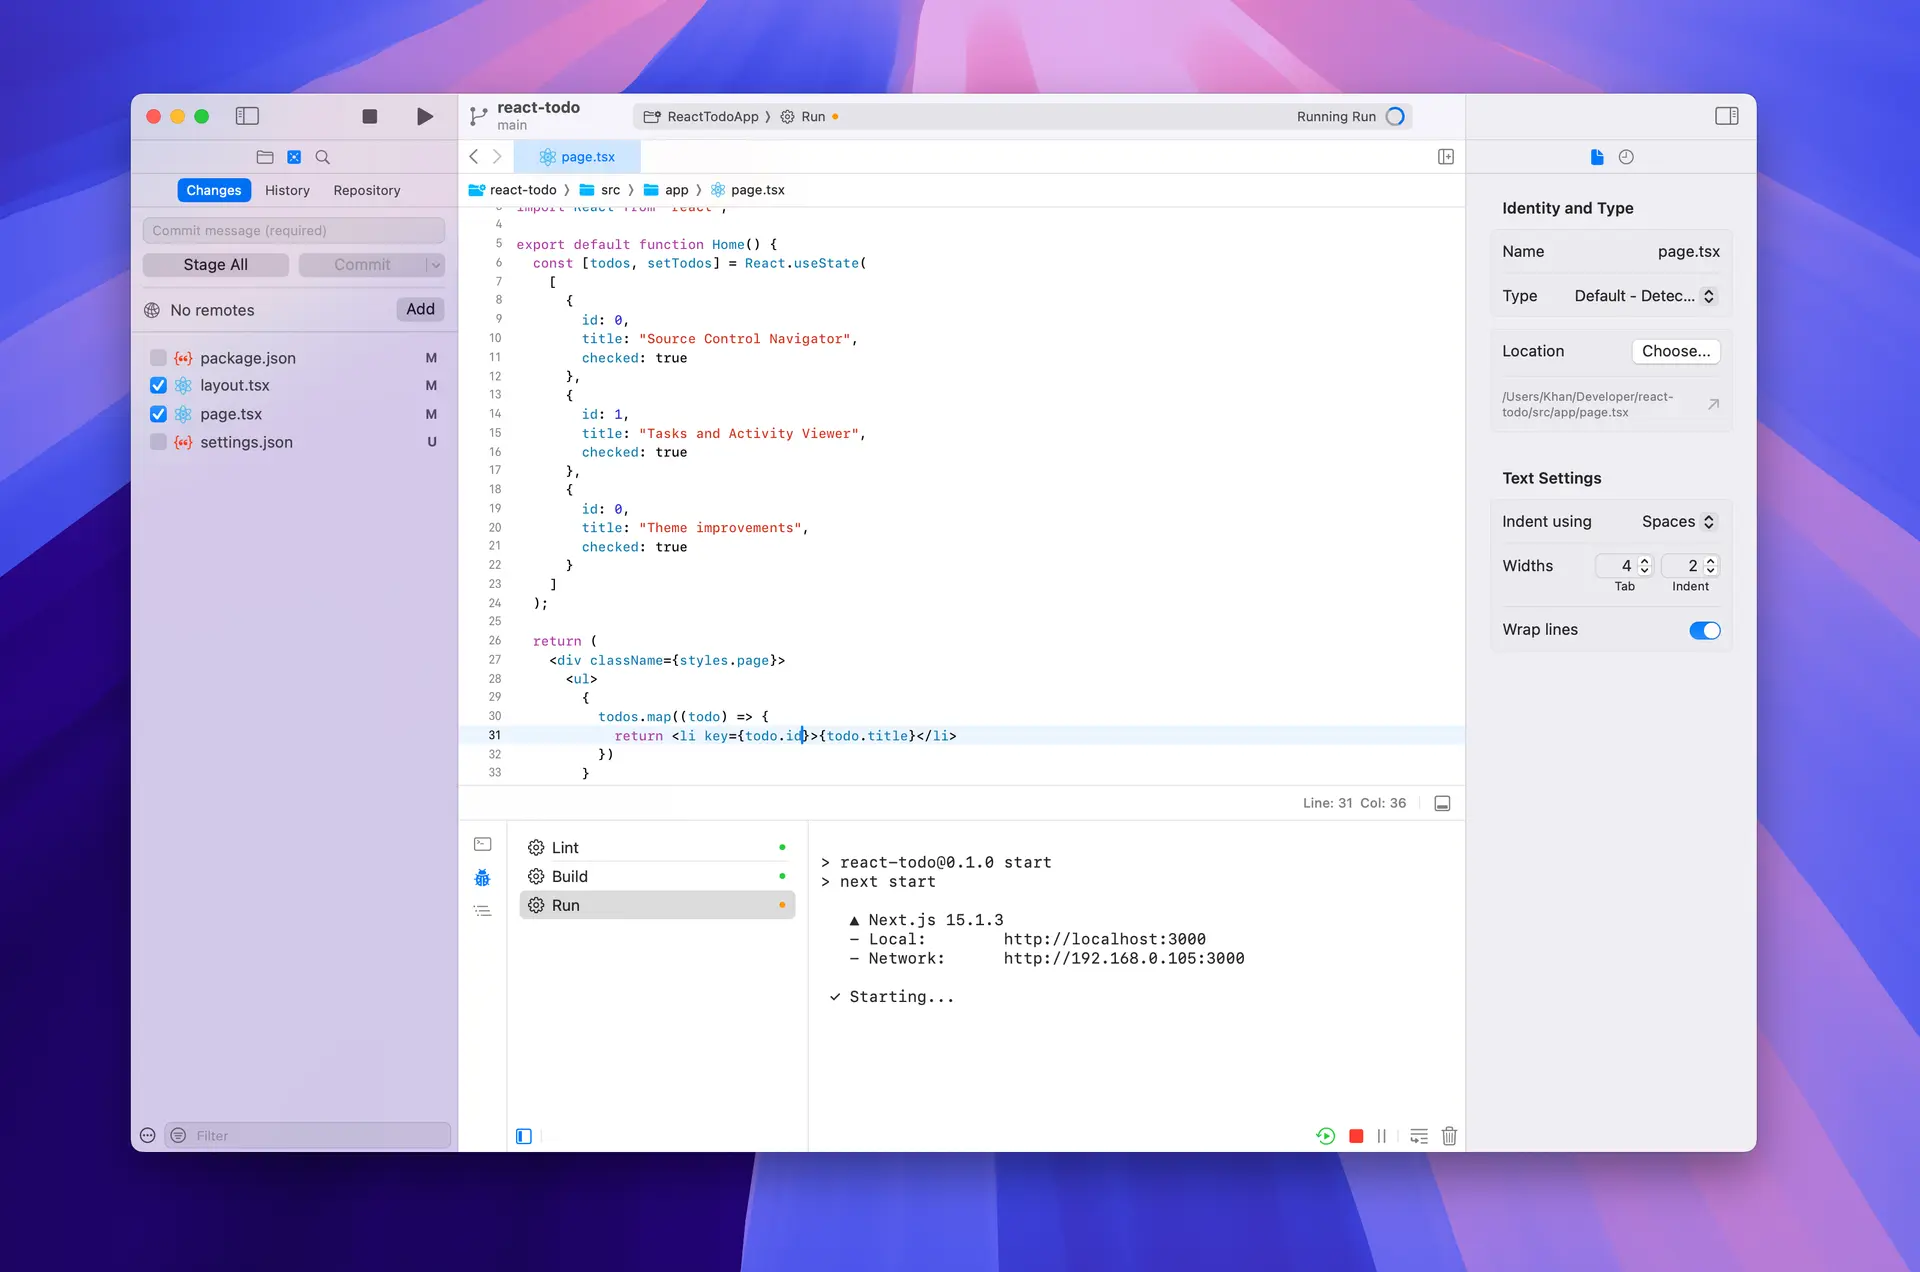 react-todo
main
ReactTodoApp
Run
Running Run
page.tsx
Changes
History
Repository
react-todo
src
app
page.tsx
Commit message (required)
Stage All
Commit
No remotes
Add
package.json M
layout.tsx M
page.tsx M
settings.json U
Filter
3 import React from 'react';
4
5 export default function Home() {
6 const [todos, setTodos] = React.useState(
7 [
8 {
9 id: 0,
10 title: "Source Control Navigator",
11 checked: true
12 },
13 {
14 id: 1,
15 title: "Tasks and Activity Viewer",
16 checked: true
17 },
18 {
19 id: 0,
20 title: "Theme improvements",
21 checked: true
22 }
23 ]
24 );
25
26 return (
27 <div className={styles.page}>
28 <ul>
29 {
30 todos.map((todo) => {
31 return <li key={todo.id}>{todo.title}</li>
32 })
33 }
Line: 31 Col: 36
Lint
Build
Run
> react-todo@0.1.0 start
> next start
▲ Next.js 15.1.3
- Local: http://localhost:3000
- Network: http://192.168.0.105:3000
✓ Starting...
Identity and Type
Name page.tsx
Type Default - Detec...
Location Choose...
/Users/Khan/Developer/react-
todo/src/app/page.tsx
Text Settings
Indent using Spaces
Widths 4 2
Tab Indent
Wrap lines